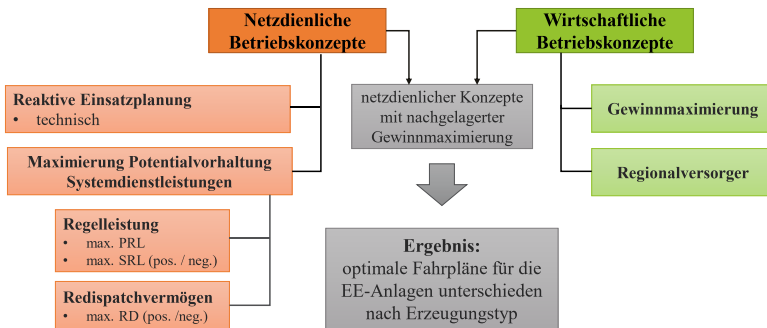 Netzdienliche
Betriebskonzepte
Wirtschaftliche
Betriebskonzepte
Reaktive Einsatzplanung
• technisch
netzdienlicher Konzepte
mit nachgelagerter
Gewinnmaximierung
Gewinnmaximierung
Maximierung Potentialvorhaltung
Systemdienstleistungen
Regionalversorger
Regelleistung
• max. PRL
• max. SRL (pos. / neg.)
Ergebnis:
optimale Fahrpläne für die
EE-Anlagen unterschieden
nach Erzeugungstyp
Redispatchvermögen
• max. RD (pos. /neg.)